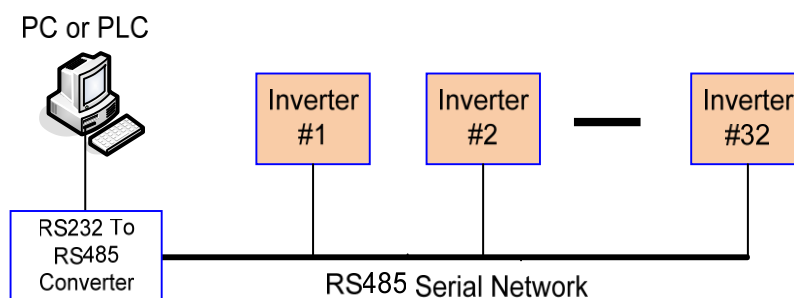 PC or PLC
Inverter
#1
Inverter
#2
Inverter
#32
RS232 To
RS485
Converter
RS485 Serial Network